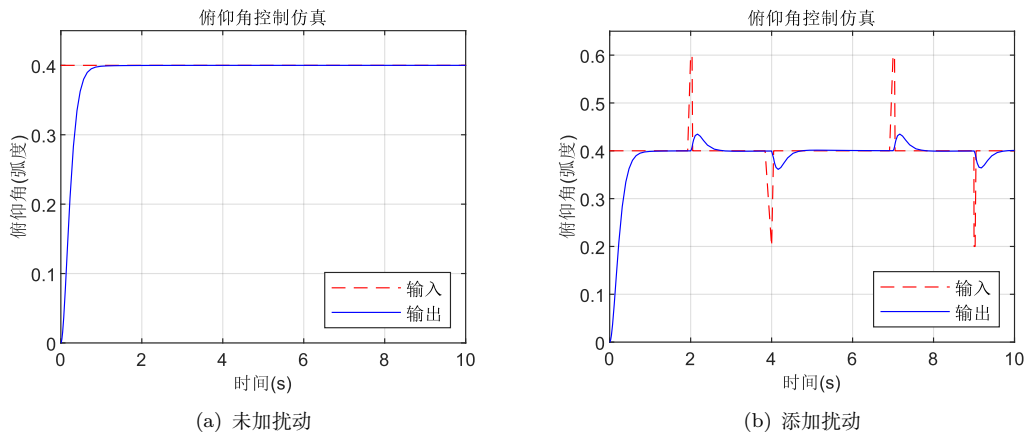 俯仰角控制仿真
俯仰角(弧度)
0.4
0.3
0.2
0.1
0
输入
输出
0 2 4 6 8 10
时间(s)
(a) 未加扰动
俯仰角控制仿真
俯仰角(弧度)
0.6
0.5
0.4
0.3
0.2
0.1
0
输入
输出
0 2 4 6 8 10
时间(s)
(b) 添加扰动